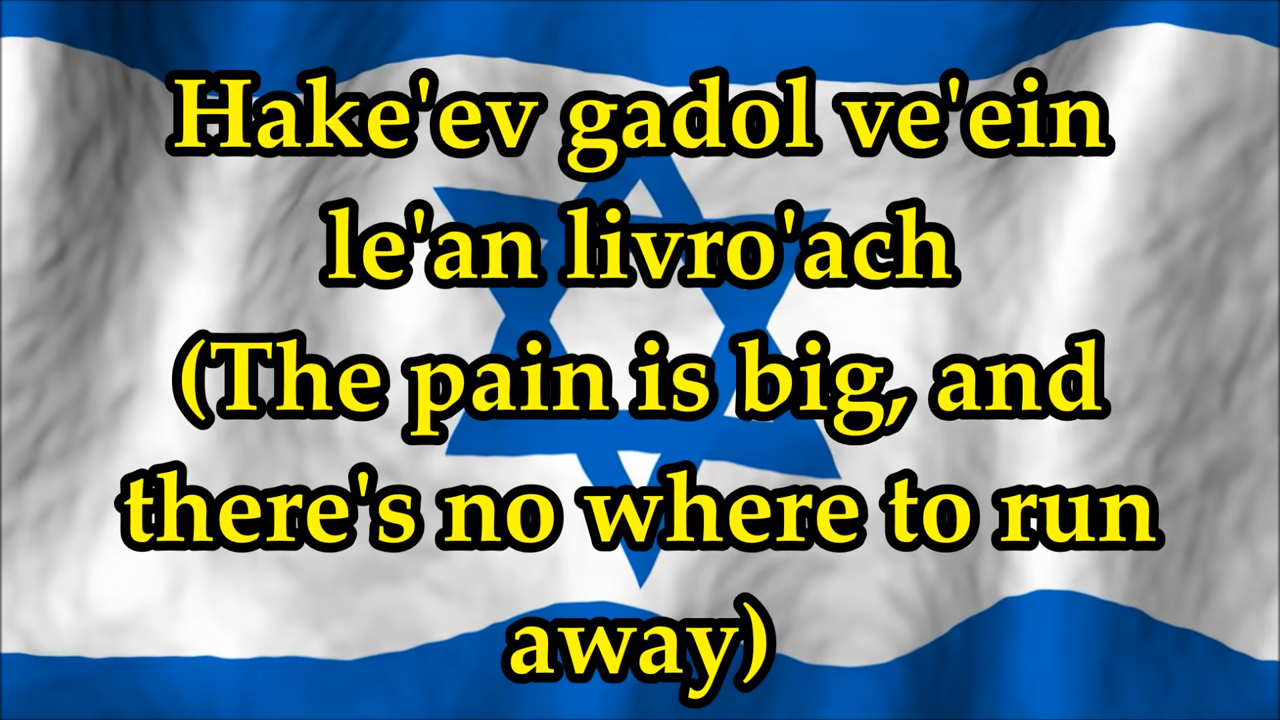 Hake'ev gadol ve'ein
le'an livro'ach
(The pain is big, and
there's no where to run
away)